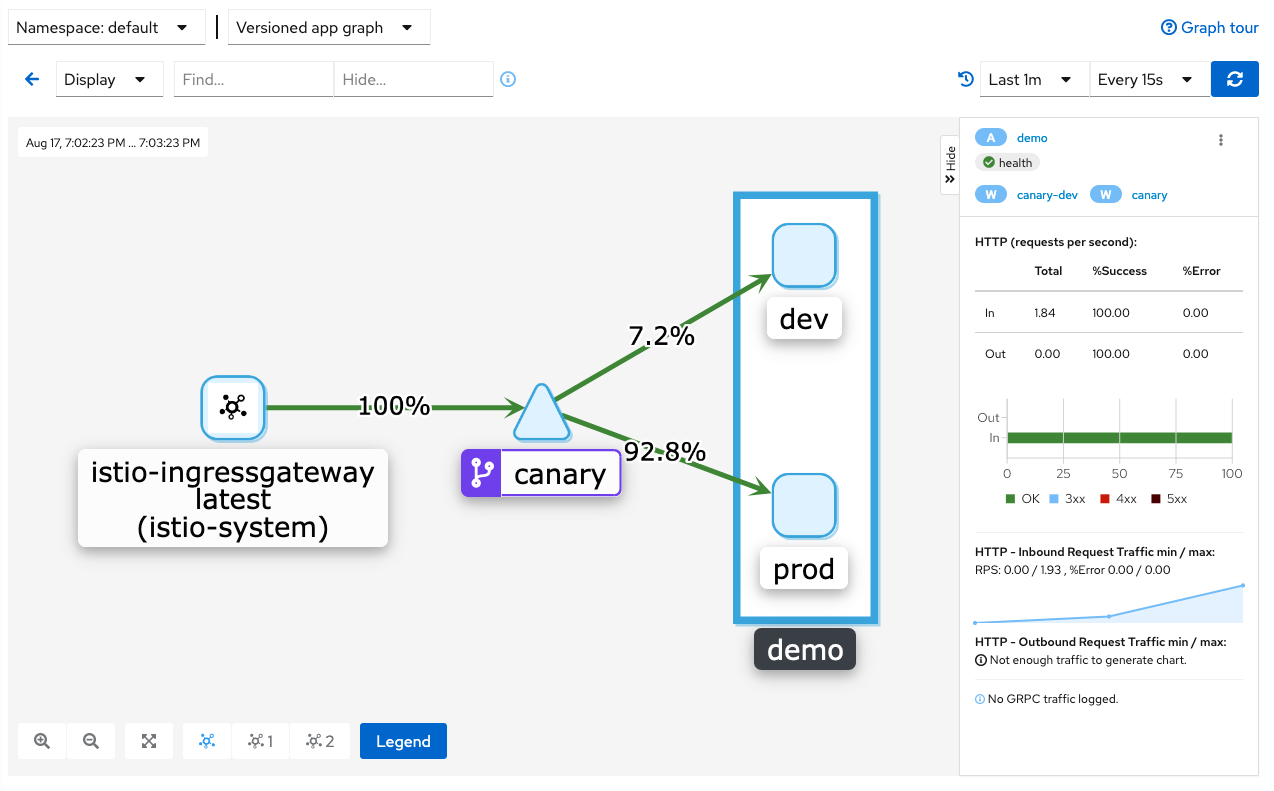 Namespace: default
Versioned app graph
Graph tour
Display
Find...
Hide...
Last 1m
Every 15s
Aug 17, 7:02:23 PM ... 7:03:23 PM
Hide
A demo
health
W canary-dev W canary
HTTP (requests per second):
Total %Success %Error
In 1.84 100.00 0.00
Out 0.00 100.00 0.00
Out
In
0 25 50 75 100
OK 3xx 4xx 5xx
HTTP - Inbound Request Traffic min / max:
RPS: 0.00 / 1.93 , %Error 0.00 / 0.00
HTTP - Outbound Request Traffic min / max:
Not enough traffic to generate chart.
No GRPC traffic logged.
dev
7.2%
100%
92.8%
istio-ingressgateway
latest
(istio-system)
canary
prod
demo
1
2
Legend